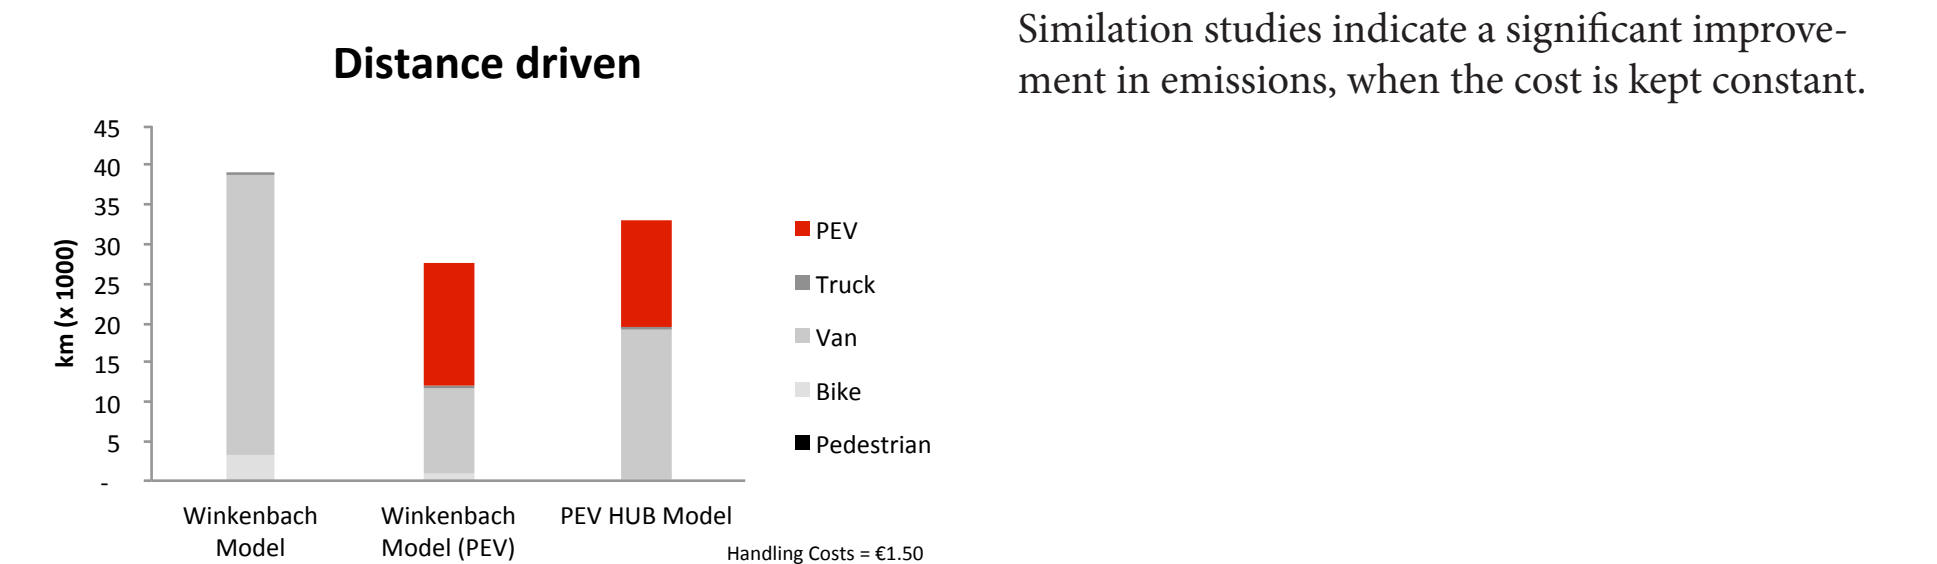 Distance driven
km (x 1000)
45
40
35
30
25
20
15
10
5
-
Winkenbach
Model
Winkenbach
Model (PEV)
PEV HUB Model
Handling Costs = €1.50
PEV
Truck
Van
Bike
Pedestrian
Similation studies indicate a significant improve-
ment in emissions, when the cost is kept constant.